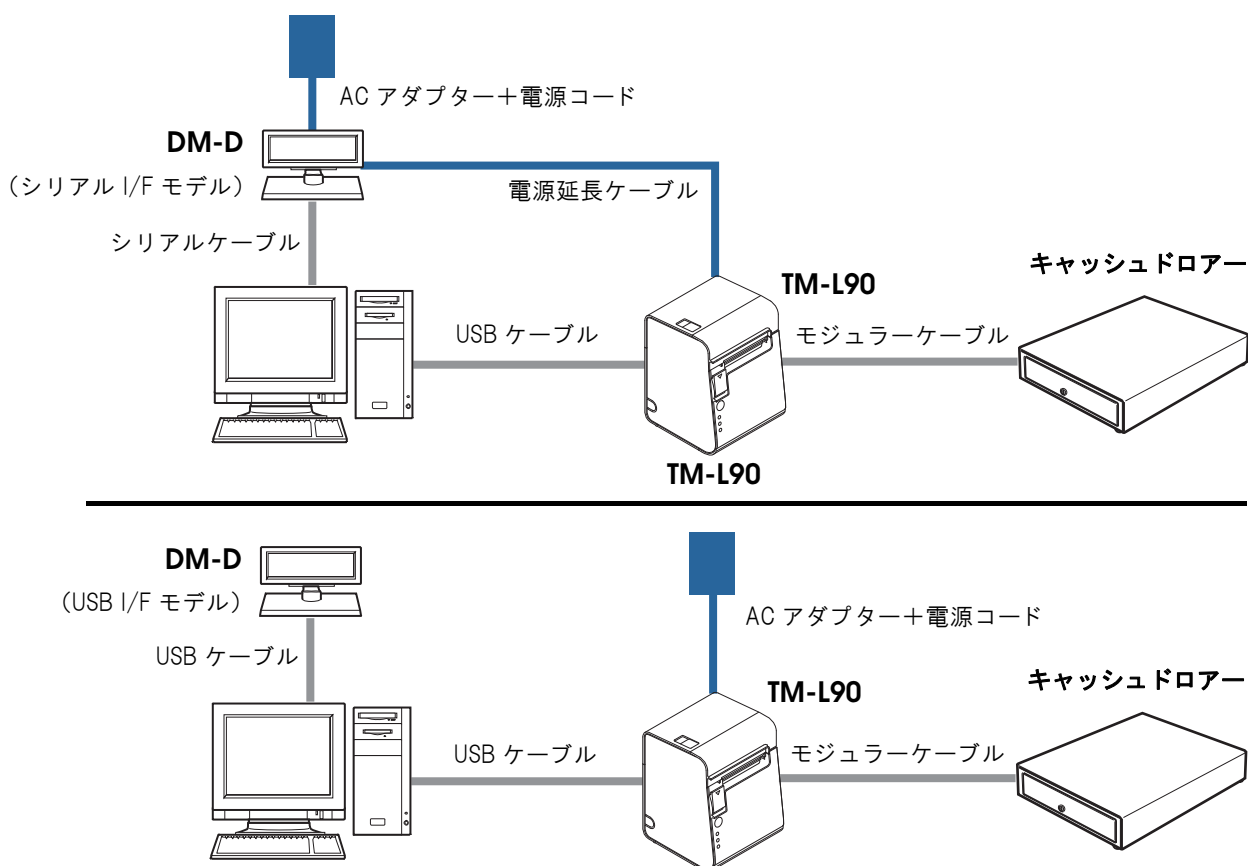 AC アダプター＋電源コード
DM-D
（シリアル I/F モデル）
電源延長ケーブル
シリアルケーブル
キャッシュドロアー
TM-L90
USB ケーブル
モジュラーケーブル
TM-L90
DM-D
（USB I/F モデル）
AC アダプター＋電源コード
USB ケーブル
キャッシュドロアー
TM-L90
USB ケーブル
モジュラーケーブル